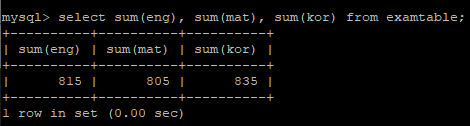 mysql> select sum(eng), sum(mat), sum(kor) from examtable;
+----------+----------+----------+
| sum(eng) | sum(mat) | sum(kor) |
+----------+----------+----------+
|      815 |      805 |      835 |
+----------+----------+----------+
1 row in set (0.00 sec)